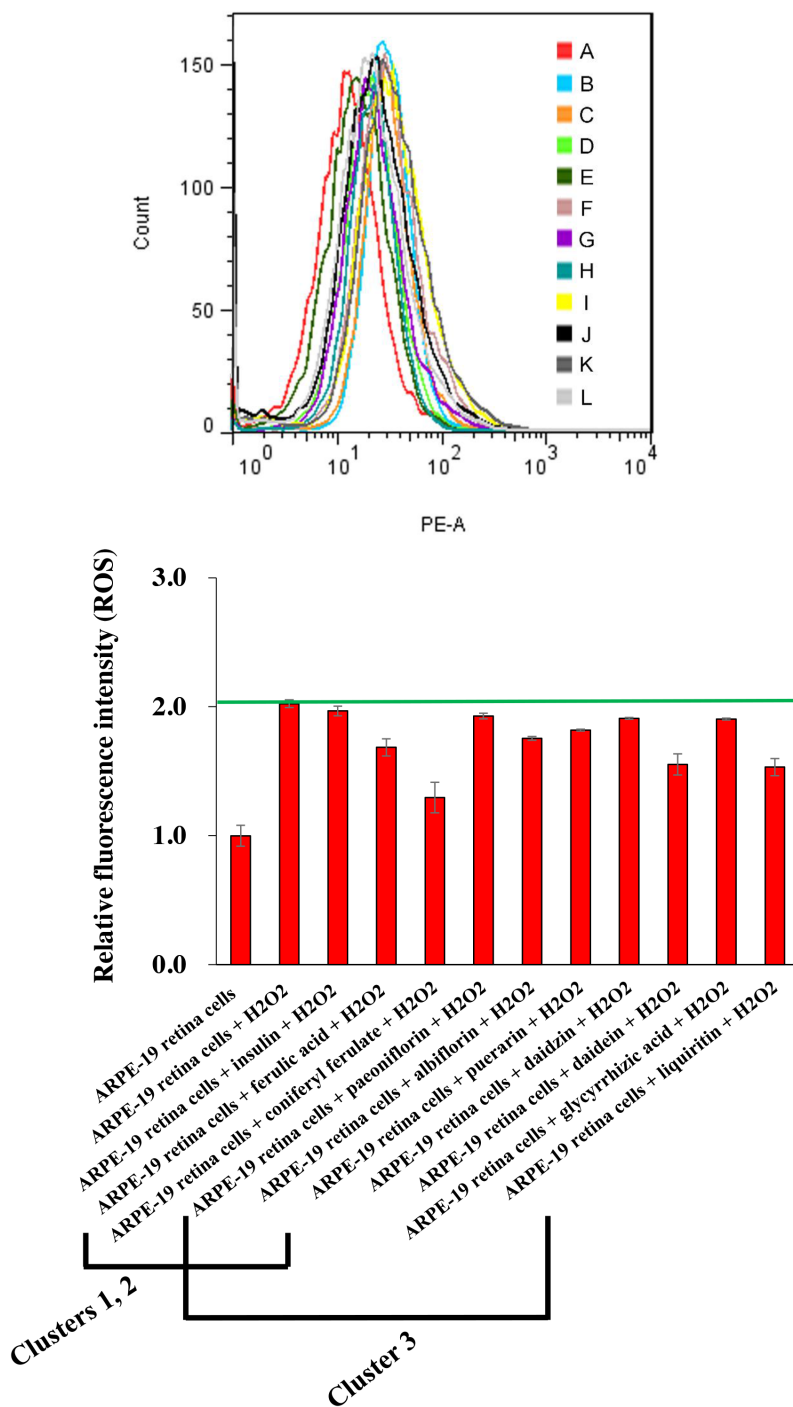 150
100
50
0
Count
A
B
C
D
E
F
G
H
I
J
K
L
10^0
10^1
10^2
10^3
10^4
PE-A
Relative fluorescence intensity (ROS)
3.0
2.0
1.0
0.0
ARPE-19 retina cells
ARPE-19 retina cells + H2O2
ARPE-19 retina cells + insulin + H2O2
ARPE-19 retina cells + ferulic acid + H2O2
ARPE-19 retina cells + coniferyl ferulate + H2O2
ARPE-19 retina cells + paeoniflorin + H2O2
ARPE-19 retina cells + albiflorin + H2O2
ARPE-19 retina cells + puerarin + H2O2
ARPE-19 retina cells + daidzin + H2O2
ARPE-19 retina cells + daidein + H2O2
ARPE-19 retina cells + glycyrrhizic acid + H2O2
ARPE-19 retina cells + liquiritin + H2O2
Clusters 1, 2
Cluster 3